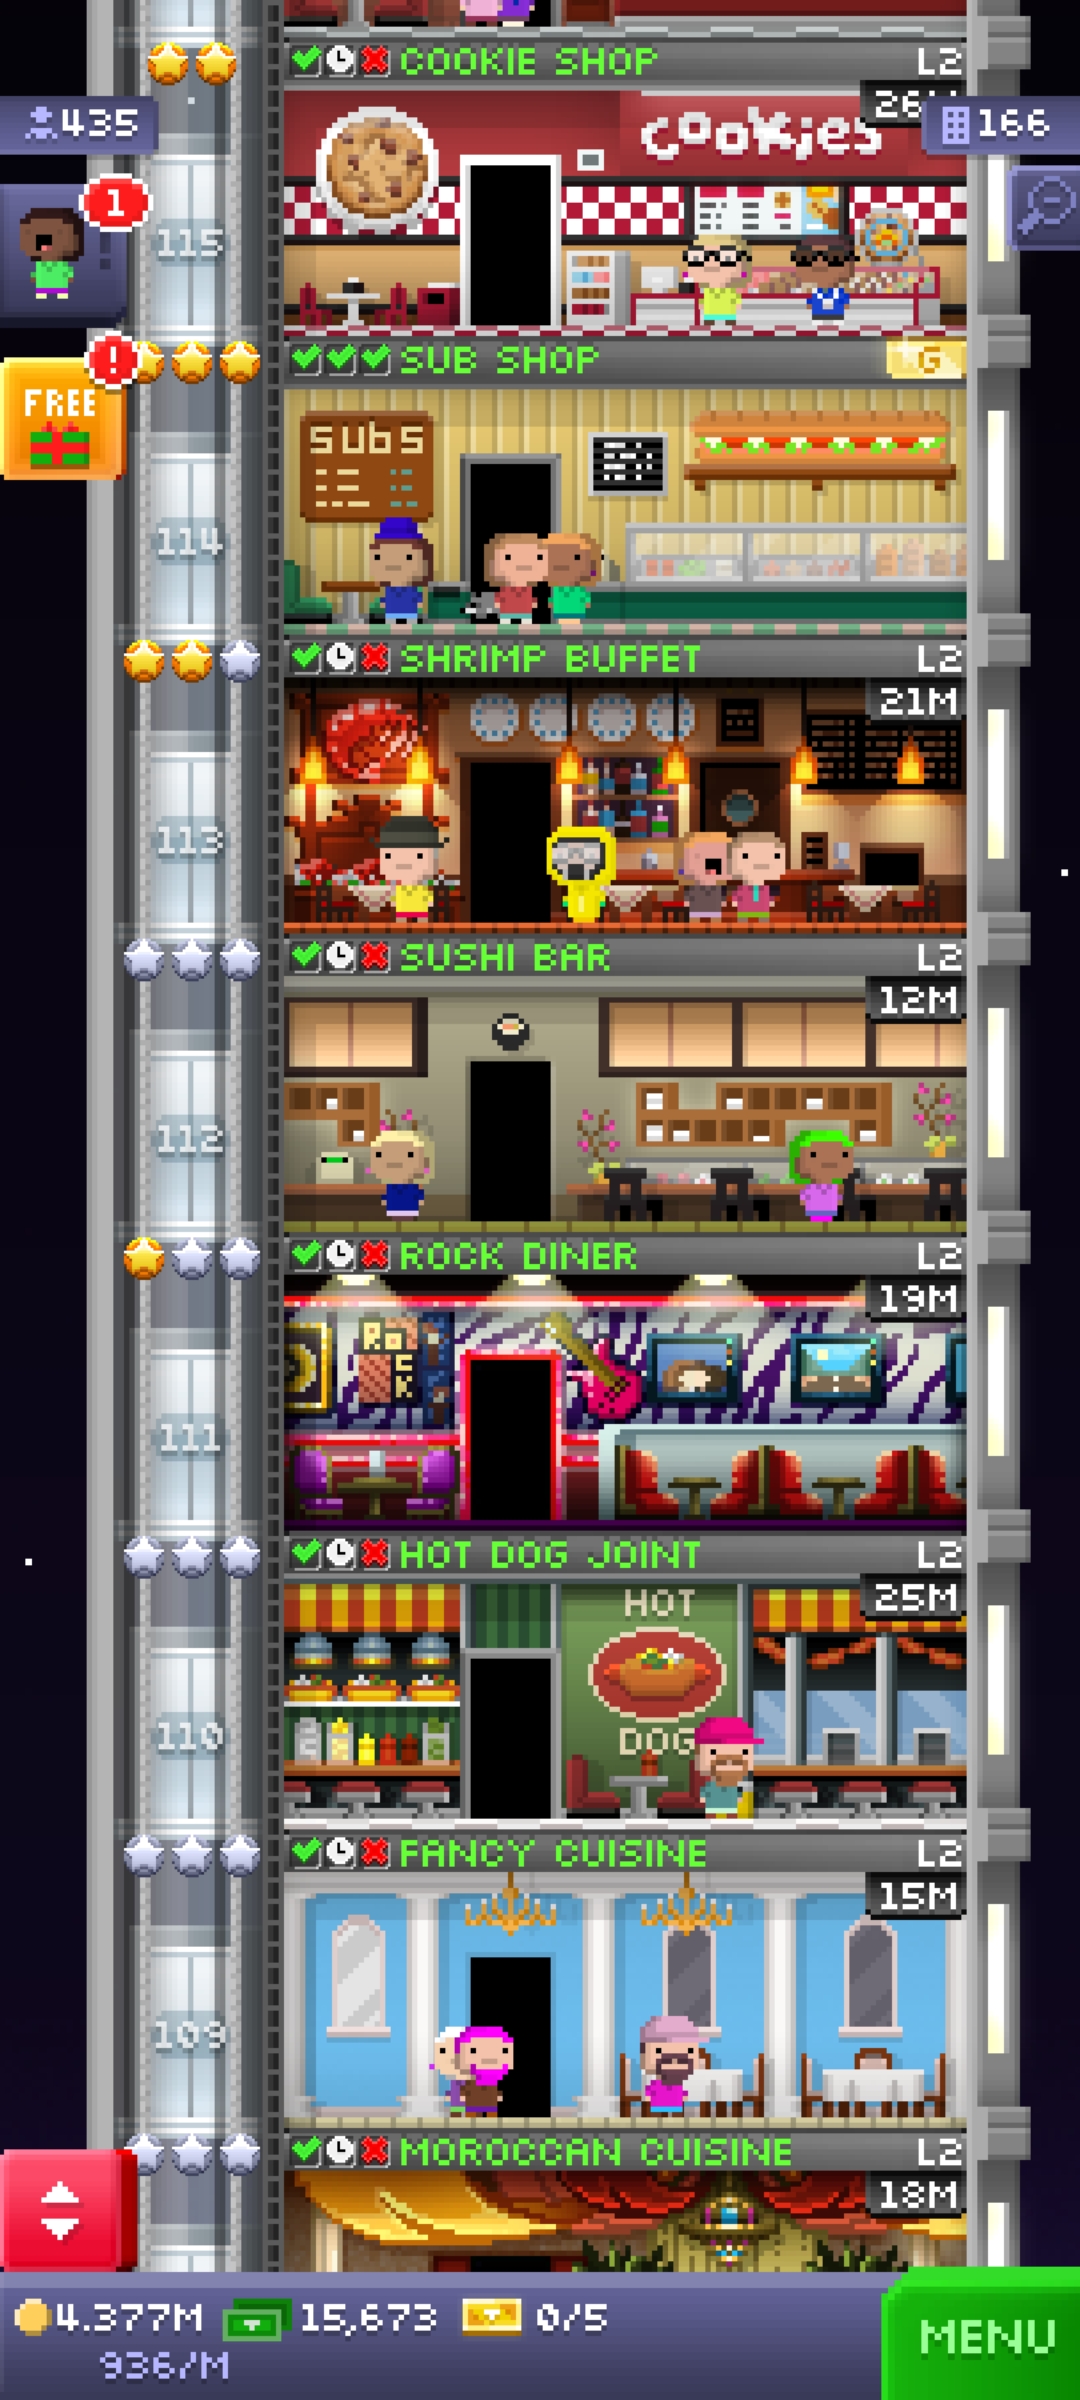 COOKIE SHOP L2
26M
435
166
cookies
1
115
SUB SHOP G
!
FREE
SUBS
114
SHRIMP BUFFET L2
21M
113
SUSHI BAR L2
12M
112
ROCK DINER L2
19M
ROCK
111
HOT DOG JOINT L2
25M
HOT
DOG
110
FANCY CUISINE L2
15M
109
MOROCCAN CUISINE L2
18M
4.377M 15,673 0/5
936/M
MENU